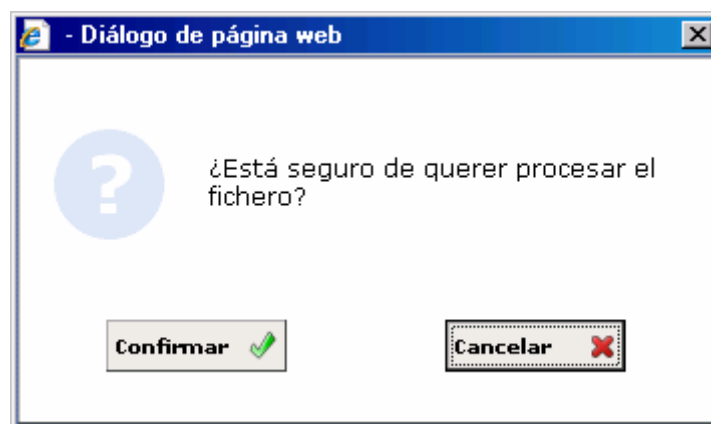 - Diálogo de página web
¿Está seguro de querer procesar el
fichero?
Confirmar
Cancelar